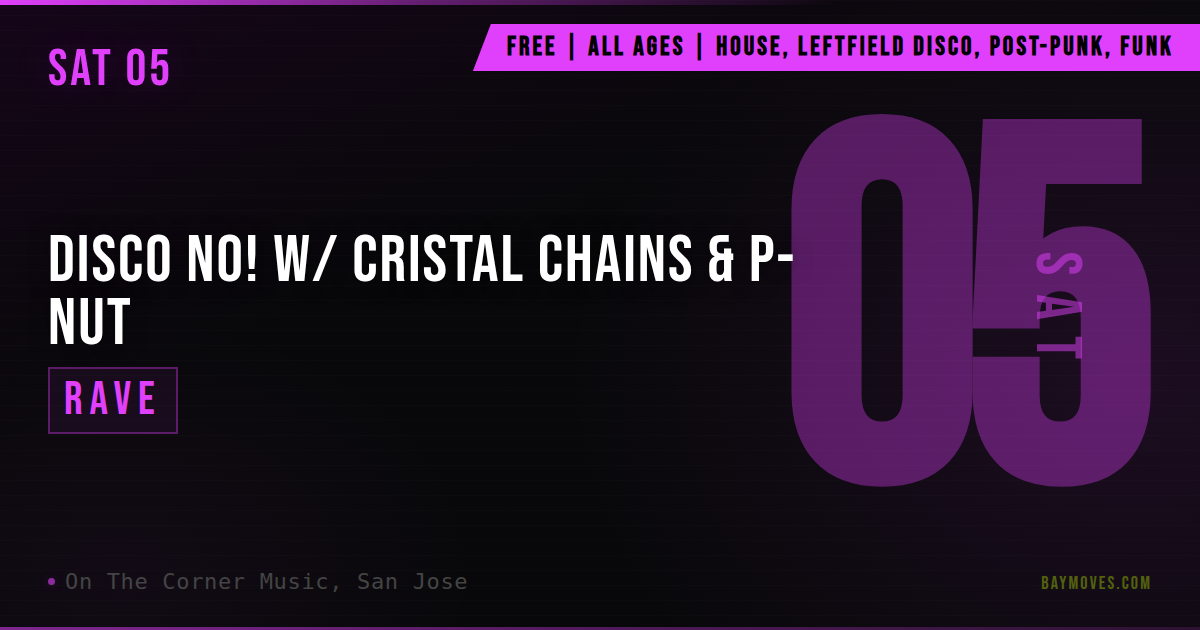 SAT 05
FREE | ALL AGES | HOUSE, LEFTFIELD DISCO, POST-PUNK, FUNK
05
SAT
DISCO NO! W/ CRISTAL CHAINS & P-
NUT
RAVE
On The Corner Music, San Jose
BAYMOVES.COM